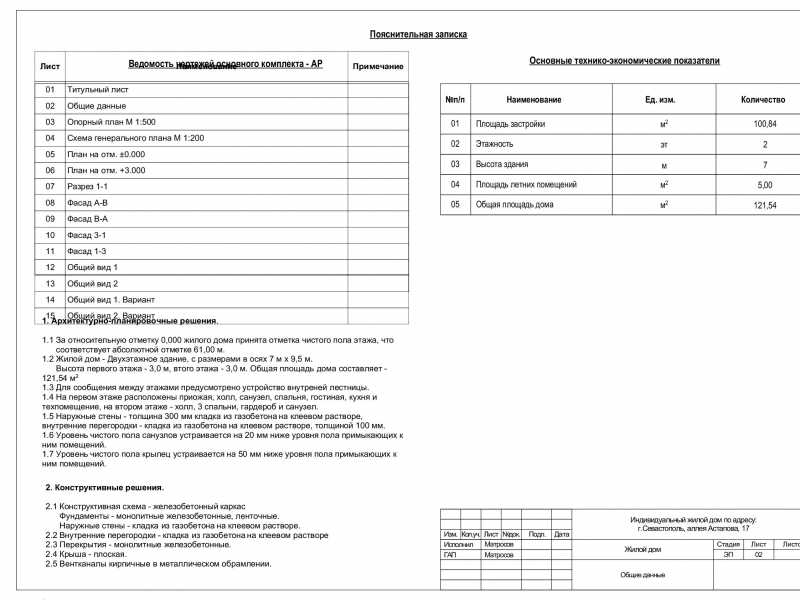 Пояснительная записка
Ведомость чертежей основного комплекта - АР
Лист Наименование Примечание
01 Титульный лист
02 Общие данные
03 Опорный план М 1:500
04 Схема генерального плана М 1:200
05 План на отм. ±0.000
06 План на отм. +3.000
07 Разрез 1-1
08 Фасад А-В
09 Фасад В-А
10 Фасад 3-1
11 Фасад 1-3
12 Общий вид 1
13 Общий вид 2
14 Общий вид 1. Вариант
15 Общий вид 2. Вариант
1. Архитектурно-планировочные решения.
1.1 За относительную отметку 0,000 жилого дома принята отметка чистого пола этажа, что
соответствует абсолютной отметке 61,00 м.
1.2 Жилой дом - Двухэтажное здание, с размерами в осях 7 м х 9,5 м.
Высота первого этажа - 3,0 м, втого этажа - 3,0 м. Общая площадь дома составляет -
121,54 м²
1.3 Для сообщения между этажами предусмотрено устройство внутреней лестницы.
1.4 На первом этаже расположены приожая, холл, санузел, спальня, гостиная, кухня и
техпомещение, на втором этаже - холл, 3 спальни, гардероб и санузел.
1.5 Наружные стены - толщина 300 мм кладка из газобетона на клеевом растворе,
внутренние перегородки - кладка из газобетона на клеевом растворе, толщиной 100 мм.
1.6 Уровень чистого пола санузлов устраивается на 20 мм ниже уровня пола примыкающих к
ним помещений.
1.7 Уровень чистого пола крылец устраивается на 50 мм ниже уровня пола примыкающих к
ним помещений.
2. Конструктивные решения.
2.1 Конструктивная схема - железобетонный каркас
Фундаменты - монолитные железобетонные, ленточные.
Наружные стены - кладка из газобетона на клеевом растворе.
2.2 Внутренние перегородки - кладка из газобетона на клеевом растворе
2.3 Перекрытия - монолитные железобетонные.
2.4 Крыша - плоская.
2.5 Вентканалы кирпичные в металлическом обрамлении.
Основные технико-экономические показатели
№п/п Наименование Ед. изм. Количество
01 Площадь застройки м² 100,84
02 Этажность эт 2
03 Высота здания м 7
04 Площадь летних помещений м² 5,00
05 Общая площадь дома м² 121,54
Индивидуальный жилой дом по адресу:
г.Севастополь, аллея Астапова, 17
Изм. Кол.уч. Лист №док. Подп. Дата
Исполнил Матросов
ГАП Матросов
Жилой дом
Стадия Лист Листо
ЭП 02
Общие данные